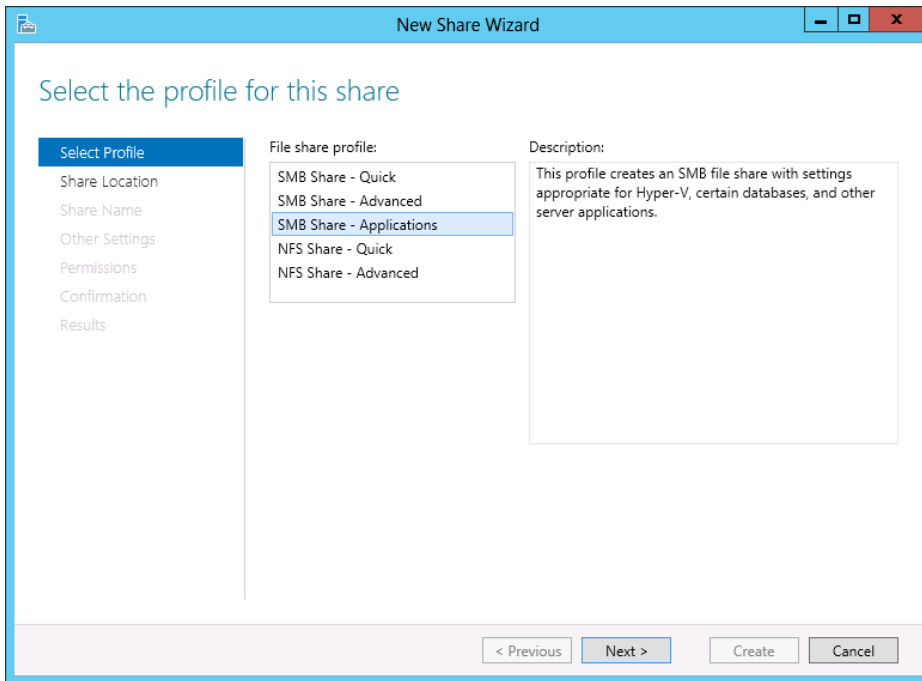 New Share Wizard
Select the profile for this share
Select Profile
Share Location
Share Name
Other Settings
Permissions
Confirmation
Results
File share profile:
SMB Share - Quick
SMB Share - Advanced
SMB Share - Applications
NFS Share - Quick
NFS Share - Advanced
Description:
This profile creates an SMB file share with settings
appropriate for Hyper-V, certain databases, and other
server applications.
< Previous
Next >
Create
Cancel